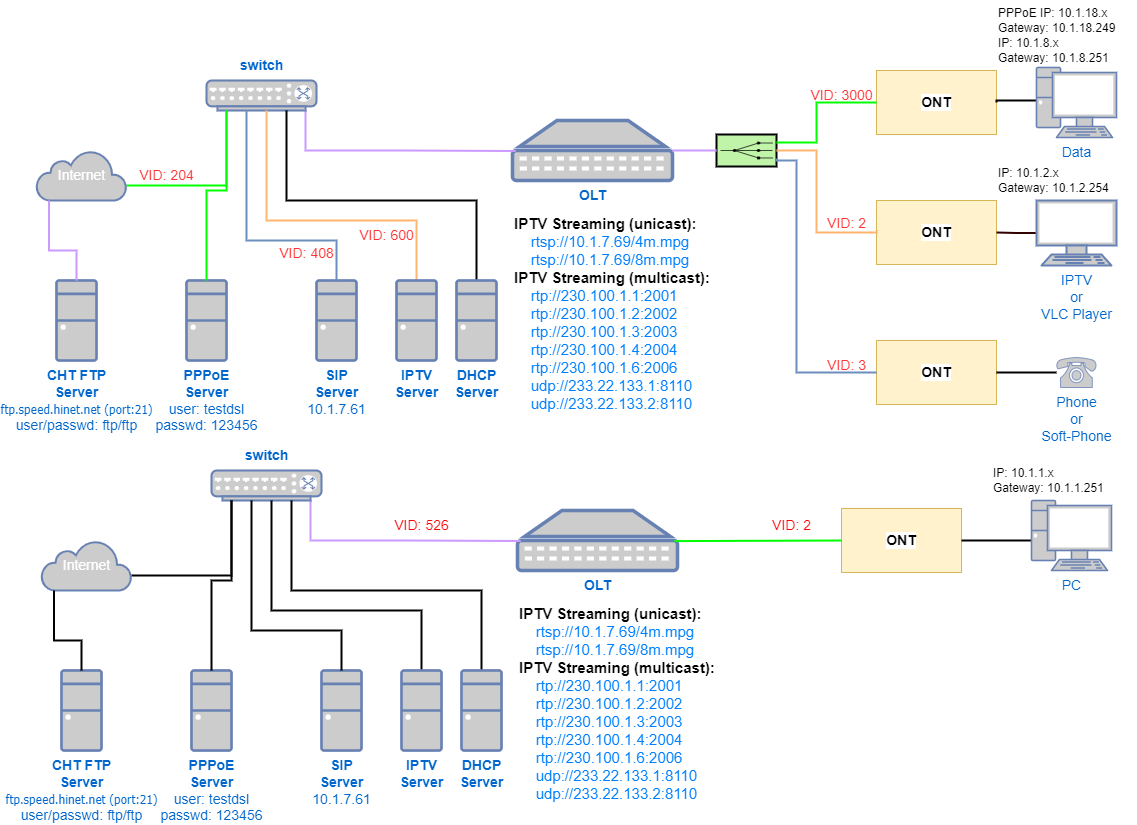 PPPoE IP: 10.1.18.x
Gateway: 10.1.18.249
IP: 10.1.8.x
Gateway: 10.1.8.251
switch
VID: 3000
ONT
Data
Internet
VID: 204
OLT
IP: 10.1.2.x
Gateway: 10.1.2.254
VID: 600
VID: 408
VID: 2
ONT
IPTV
or
VLC Player
IPTV Streaming (unicast):
rtsp://10.1.7.69/4m.mpg
rtsp://10.1.7.69/8m.mpg
IPTV Streaming (multicast):
rtp://230.100.1.1:2001
rtp://230.100.1.2:2002
rtp://230.100.1.3:2003
rtp://230.100.1.4:2004
rtp://230.100.1.6:2006
udp://233.22.133.1:8110
udp://233.22.133.2:8110
VID: 3
ONT
Phone
or
Soft-Phone
CHT FTP
Server
ftp.speed.hinet.net (port:21)
user/passwd: ftp/ftp
PPPoE
Server
user: testdsl
passwd: 123456
SIP
Server
10.1.7.61
IPTV
Server
DHCP
Server
switch
VID: 526
VID: 2
IP: 10.1.1.x
Gateway: 10.1.1.251
ONT
PC
Internet
OLT
IPTV Streaming (unicast):
rtsp://10.1.7.69/4m.mpg
rtsp://10.1.7.69/8m.mpg
IPTV Streaming (multicast):
rtp://230.100.1.1:2001
rtp://230.100.1.2:2002
rtp://230.100.1.3:2003
rtp://230.100.1.4:2004
rtp://230.100.1.6:2006
udp://233.22.133.1:8110
udp://233.22.133.2:8110
CHT FTP
Server
ftp.speed.hinet.net (port:21)
user/passwd: ftp/ftp
PPPoE
Server
user: testdsl
passwd: 123456
SIP
Server
10.1.7.61
IPTV
Server
DHCP
Server